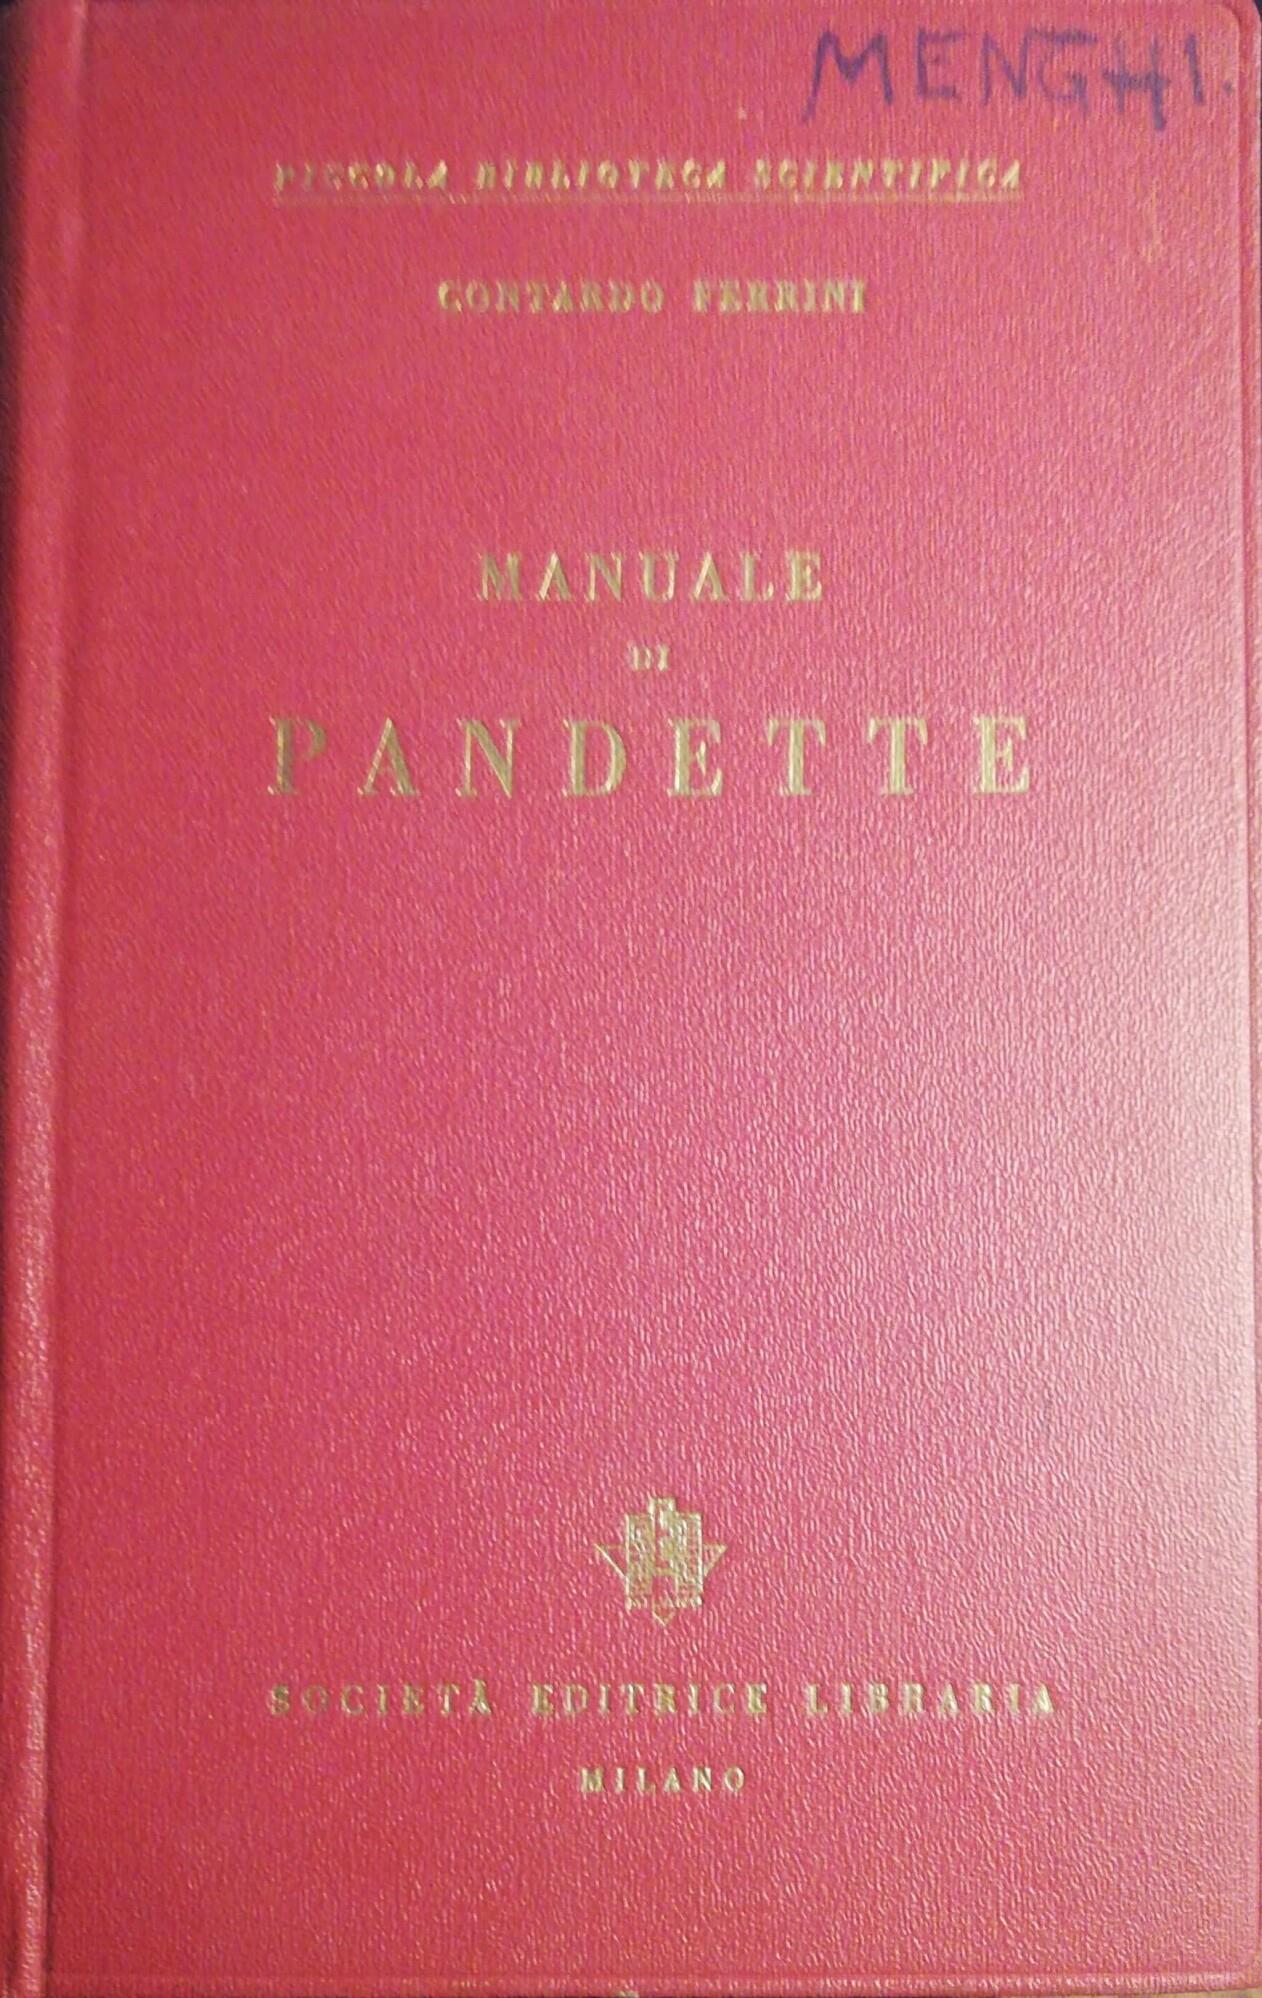 MENGHI.
PICCOLA BIBLIOTECA SCIENTIFICA
CONTARDO FERRINI
MANUALE
DI
PANDETTE
SOCIETÀ EDITRICE LIBRARIA
MILANO